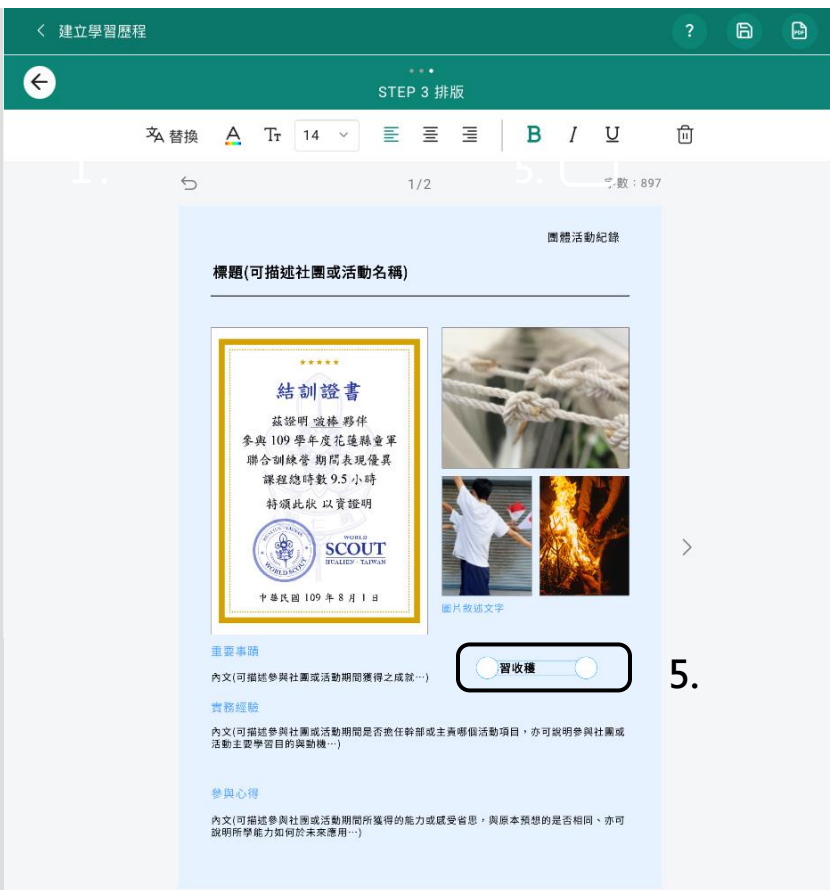 建立學習歷程
?
PDF
STEP 3 排版
替換
A
TT
14
B
I
U
1.
5.
1/2
字數：897
團體活動紀錄
標題(可描述社團或活動名稱)
★★★★★
結訓證書
茲證明 啵棒 夥伴
參與 109 學年度花蓮縣童軍
聯合訓練營 期間表現優異
課程總時數 9.5 小時
特頒此狀 以資證明
WORLD
SCOUT
HUALIEN · TAIWAN
中華民國 109 年 8 月 1 日
圖片敘述文字
重要事蹟
習收穫
5.
內文(可描述參與社團或活動期間獲得之成就…)
實務經驗
內文(可描述參與社團或活動期間是否擔任幹部或主責哪個活動項目，亦可說明參與社團或
活動主要學習目的與動機…)
參與心得
內文(可描述參與社團或活動期間所獲得的能力或感受省思，與原本預想的是否相同、亦可
說明所學能力如何於未來應用…)